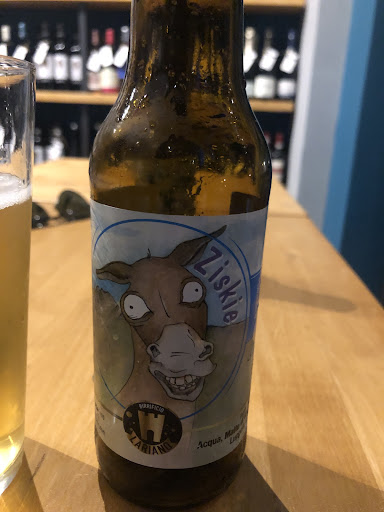 Ziskie
BIRRIFICIO
LARIANO
Acqua, Malto